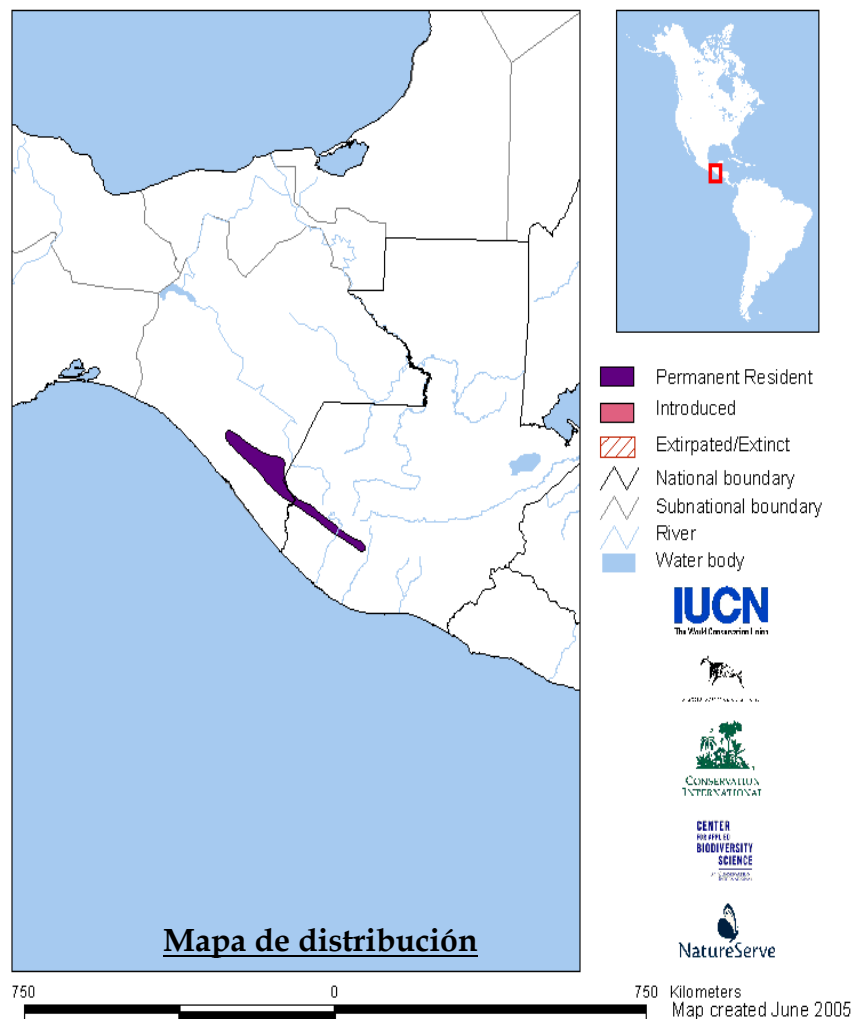 Permanent Resident
Introduced
Extirpated/Extinct
National boundary
Subnational boundary
River
Water body
IUCN
The World Conservation Union
CONSERVATION
INTERNATIONAL
CENTER
FOR APPLIED
BIODIVERSITY
SCIENCE
NatureServe
Mapa de distribución
750 0 750 Kilometers
Map created June 2005